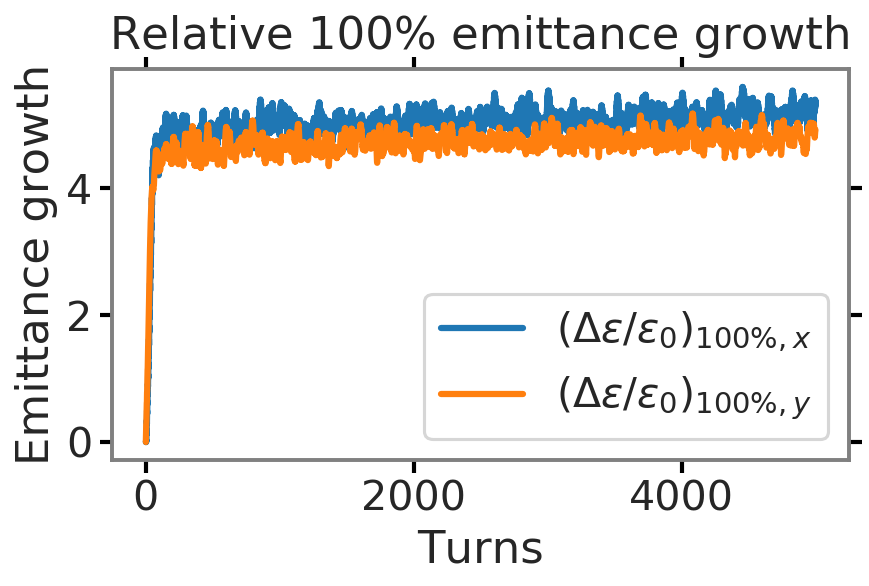 Relative 100% emittance growth
Emittance growth
4
2
0
(Δε/ε₀)₁₀₀%, ₓ
(Δε/ε₀)₁₀₀%, y
0 2000 4000
Turns